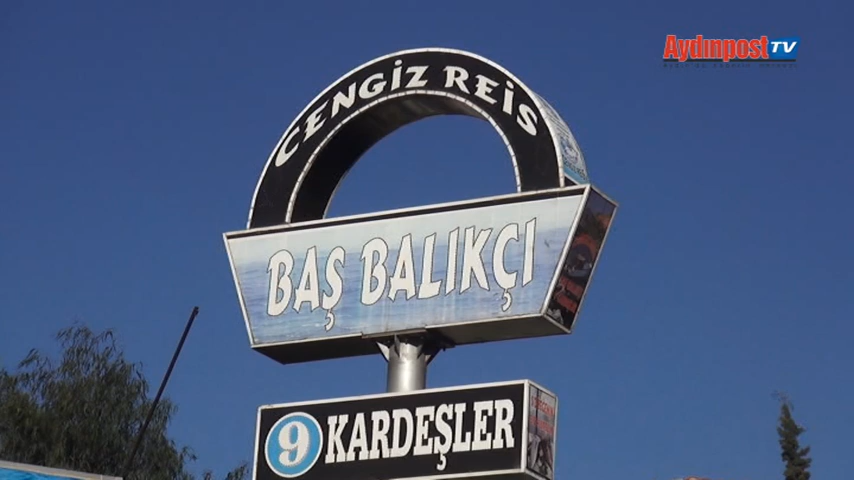 AydınpostTV
CENGİZ REİS
BAŞ BALIKÇI
9 KARDEŞLER